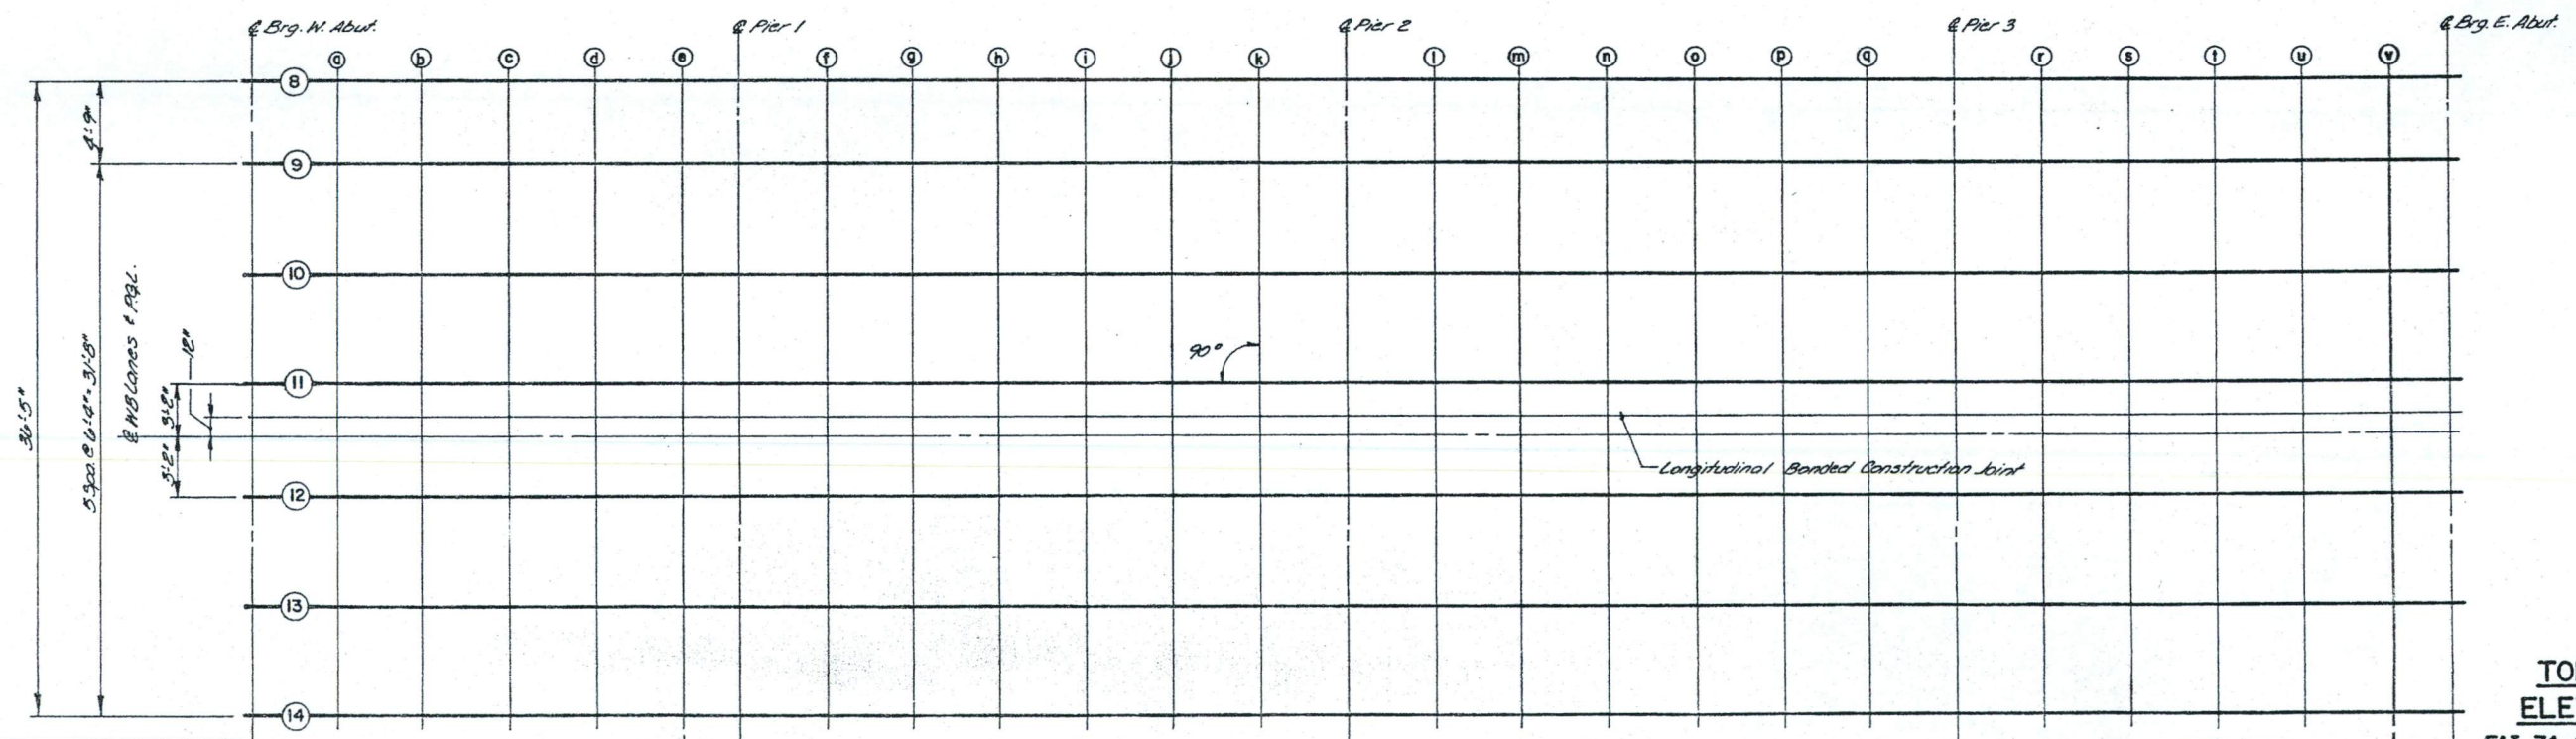 ℄ Brg. W. Abut.
℄ Pier 1
℄ Pier 2
℄ Pier 3
℄ Brg. E. Abut.
a b c d e f g h i j k l m n o p q r s t u v
8
4'-9"
9
10
℄ W.B. Lanes & P.G.L.
12"
90°
11
36'-5"
5 Spa. @ 6'-4" = 31'-8"
3'-2"
3'-2"
Longitudinal Bonded Construction Joint
12
13
14
TO
ELE